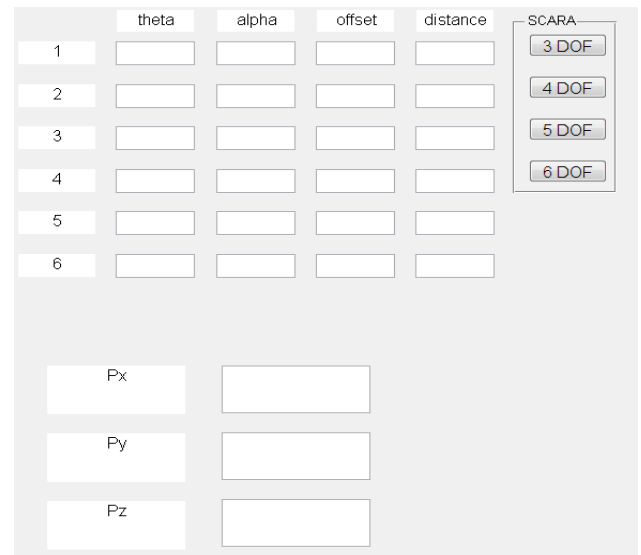 theta alpha offset distance SCARA
1 3 DOF
2 4 DOF
3 5 DOF
4 6 DOF
5
6
Px
Py
Pz